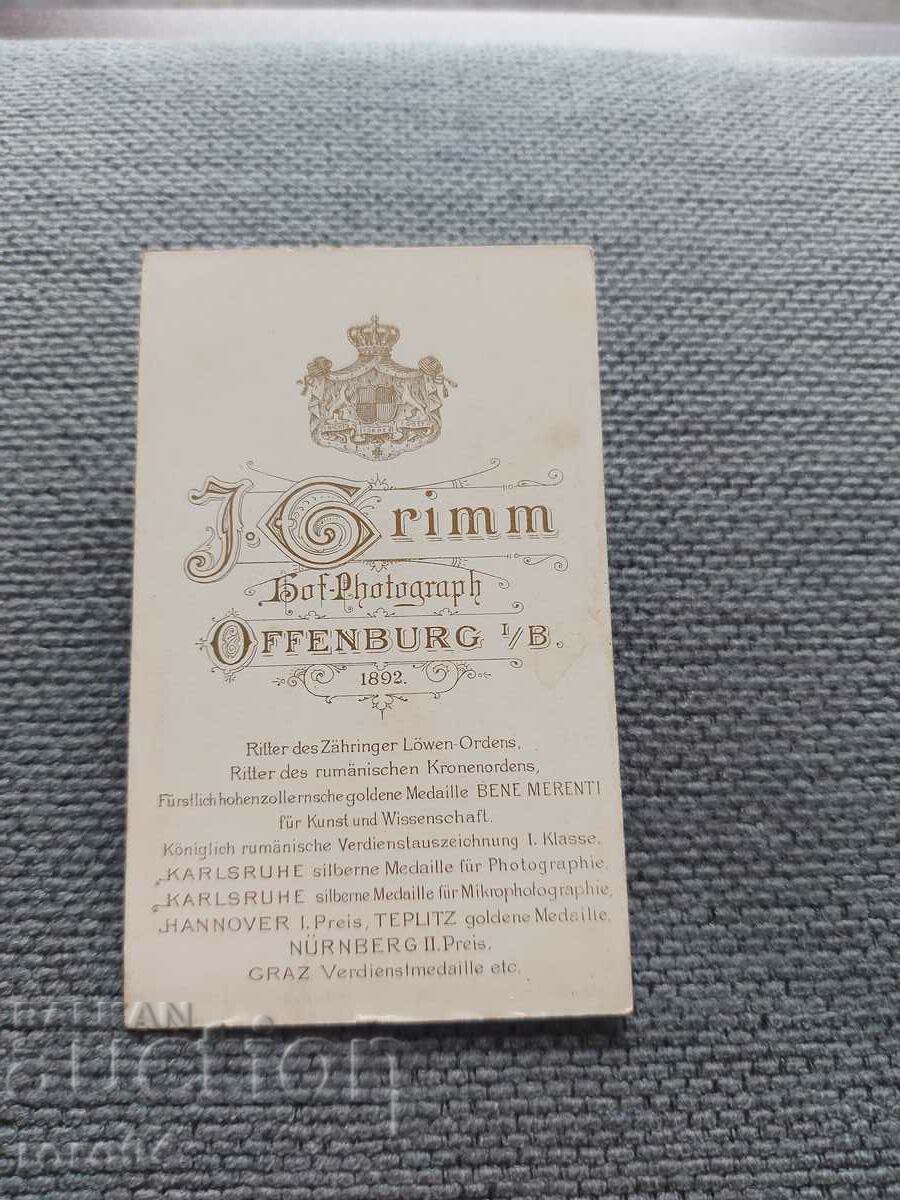 J. Grimm
Hof-Photograph
OFFENBURG I/B.
1892.
Ritter des Zähringer Löwen-Ordens,
Ritter des rumänischen Kronenordens,
Fürstlich hohenzollernsche goldene Medaille BENE MERENTI
für Kunst und Wissenschaft.
Königlich rumänische Verdienstauszeichnung I. Klasse.
KARLSRUHE silberne Medaille für Photographie,
KARLSRUHE silberne Medaille für Mikrophotographie,
HANNOVER I. Preis, TEPLITZ goldene Medaille.
NÜRNBERG II. Preis.
GRAZ Verdienstmedaille etc.
BALKAN
auction